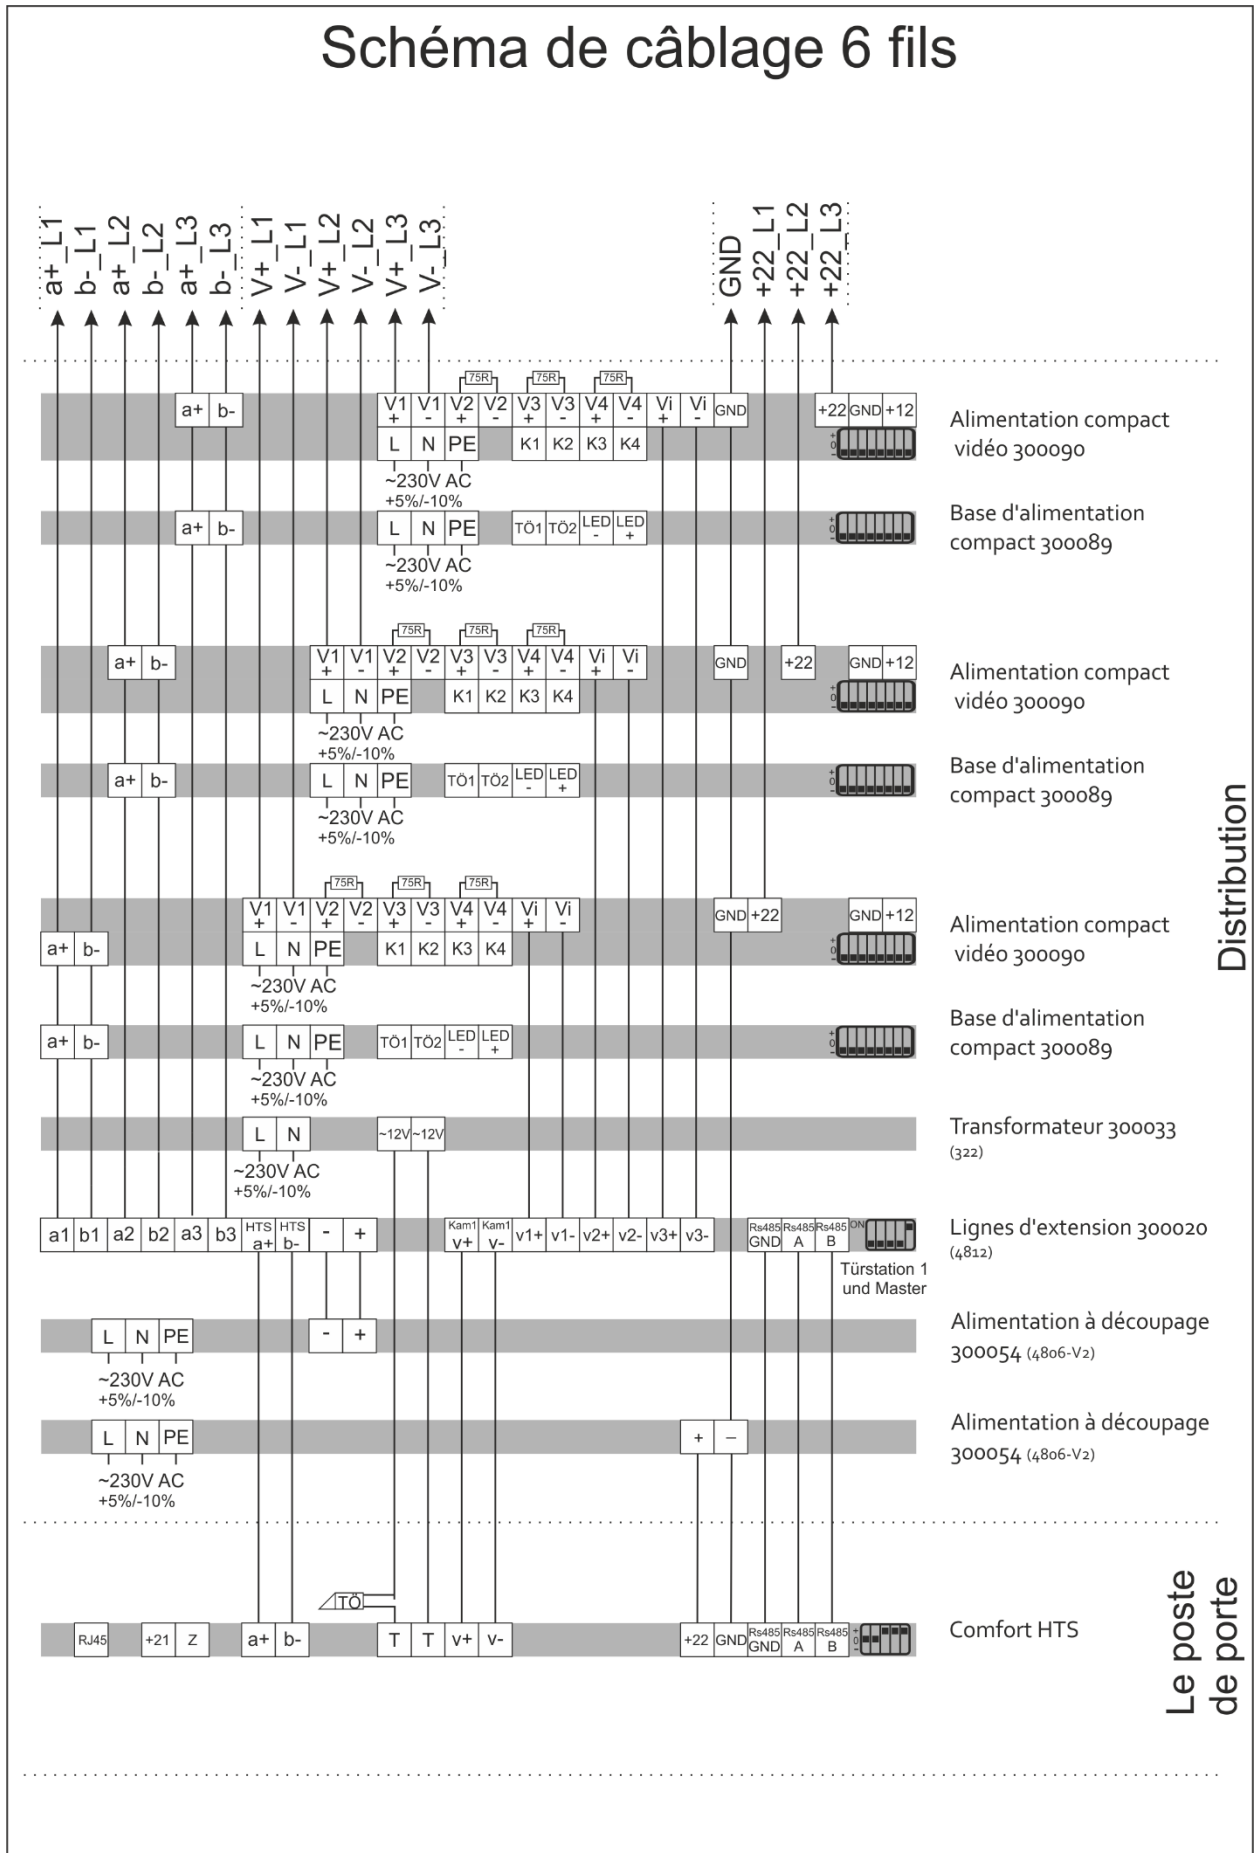 Schéma de câblage 6 fils
a+_L1 b-_L1 a+_L2 b-_L2 a+_L3 b-_L3 V+_L1 V-_L1 V+_L2 V-_L2 V+_L3 V-_L3 GND +22_L1 +22_L2 +22_L3
75R 75R 75R
a+ b- V1 + V1 - V2 + V2 - V3 + V3 - V4 + V4 - Vi + Vi - GND +22 GND +12
Alimentation compact
vidéo 300090
L N PE K1 K2 K3 K4 + 0 -
~230V AC
+5%/-10%
Base d'alimentation
compact 300089
a+ b- L N PE TÖ1 TÖ2 LED - LED + + 0 -
~230V AC
+5%/-10%
75R 75R 75R
a+ b- V1 + V1 - V2 + V2 - V3 + V3 - V4 + V4 - Vi + Vi - GND +22 GND +12
Alimentation compact
vidéo 300090
L N PE K1 K2 K3 K4 + 0 -
~230V AC
+5%/-10%
Base d'alimentation
compact 300089
a+ b- L N PE TÖ1 TÖ2 LED - LED + + 0 -
~230V AC
+5%/-10%
Distribution
75R 75R 75R
V1 + V1 - V2 + V2 - V3 + V3 - V4 + V4 - Vi + Vi - GND +22 GND +12
Alimentation compact
vidéo 300090
a+ b- L N PE K1 K2 K3 K4 + 0 -
~230V AC
+5%/-10%
Base d'alimentation
compact 300089
a+ b- L N PE TÖ1 TÖ2 LED - LED + + 0 -
~230V AC
+5%/-10%
L N ~12V ~12V
Transformateur 300033
(322)
~230V AC
+5%/-10%
a1 b1 a2 b2 a3 b3 HTS a+ HTS b- - + Kam1 v+ Kam1 v- v1+ v1- v2+ v2- v3+ v3- Rs485 GND Rs485 A Rs485 B ON
Lignes d'extension 300020
(4812)
Türstation 1
und Master
L N PE - +
Alimentation à découpage
300054 (4806-V2)
~230V AC
+5%/-10%
L N PE + –
Alimentation à découpage
300054 (4806-V2)
~230V AC
+5%/-10%
TÖ
RJ45 +21 Z a+ b- T T v+ v- +22 GND Rs485 GND Rs485 A Rs485 B + 0 -
Comfort HTS
Le poste
de porte